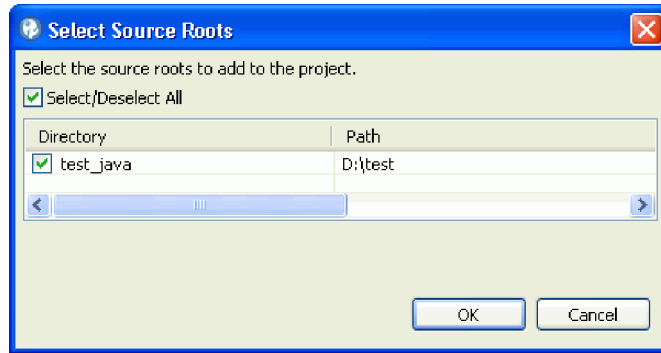 Select Source Roots
Select the source roots to add to the project.
Select/Deselect All
Directory Path
test_java D:\test
OK Cancel